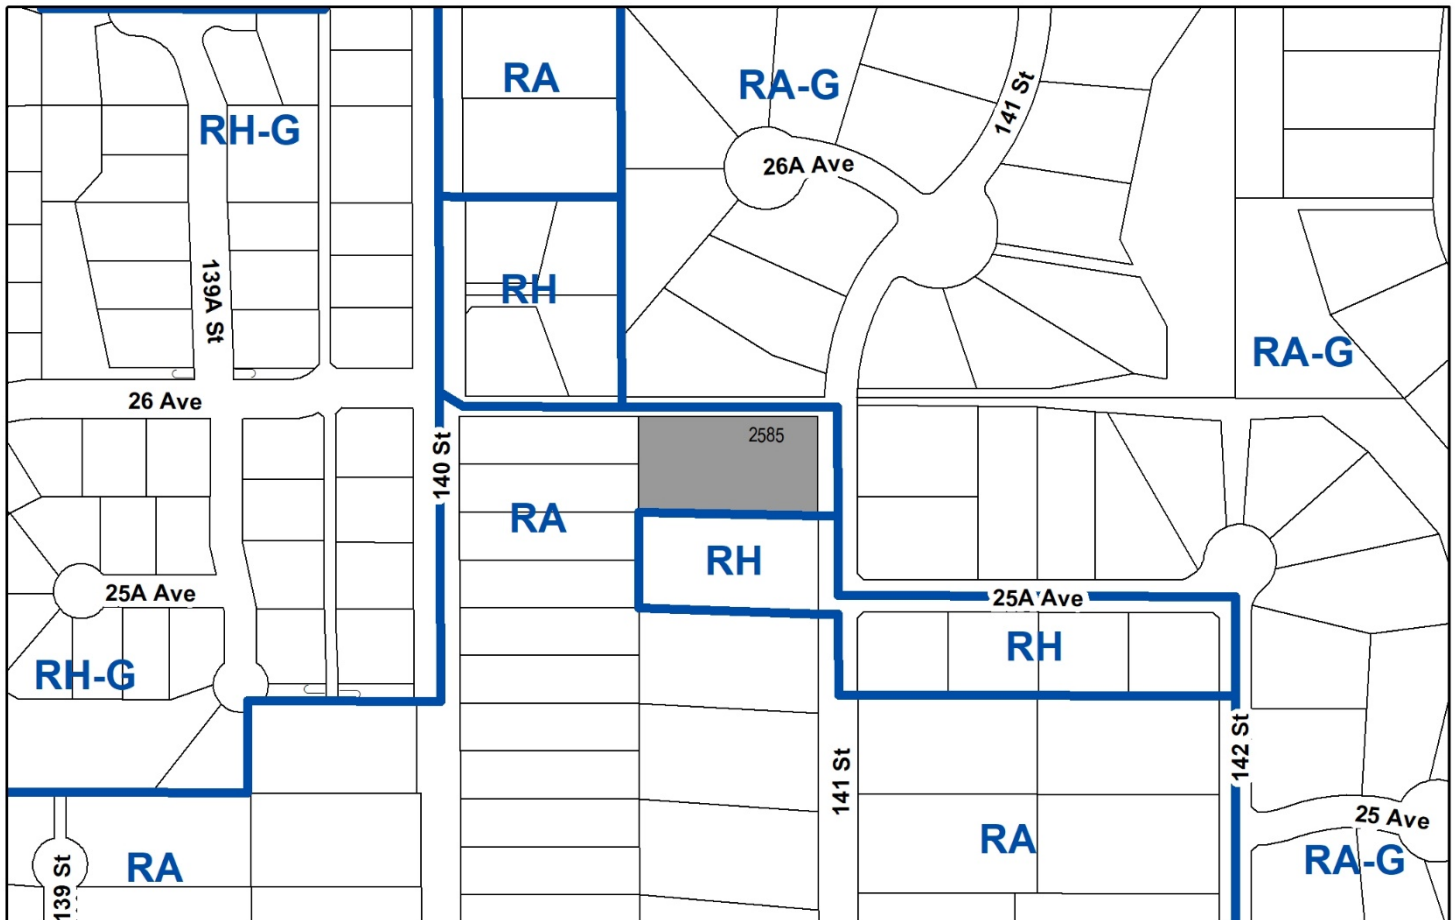 RA
RA-G
141 St
RH-G
26A Ave
139A St
RH
RA-G
26 Ave
2585
140 St
RA
RH
25A Ave
25A Ave
RH
RH-G
142 St
141 St
25 Ave
RA
RA-G
RA
139 St